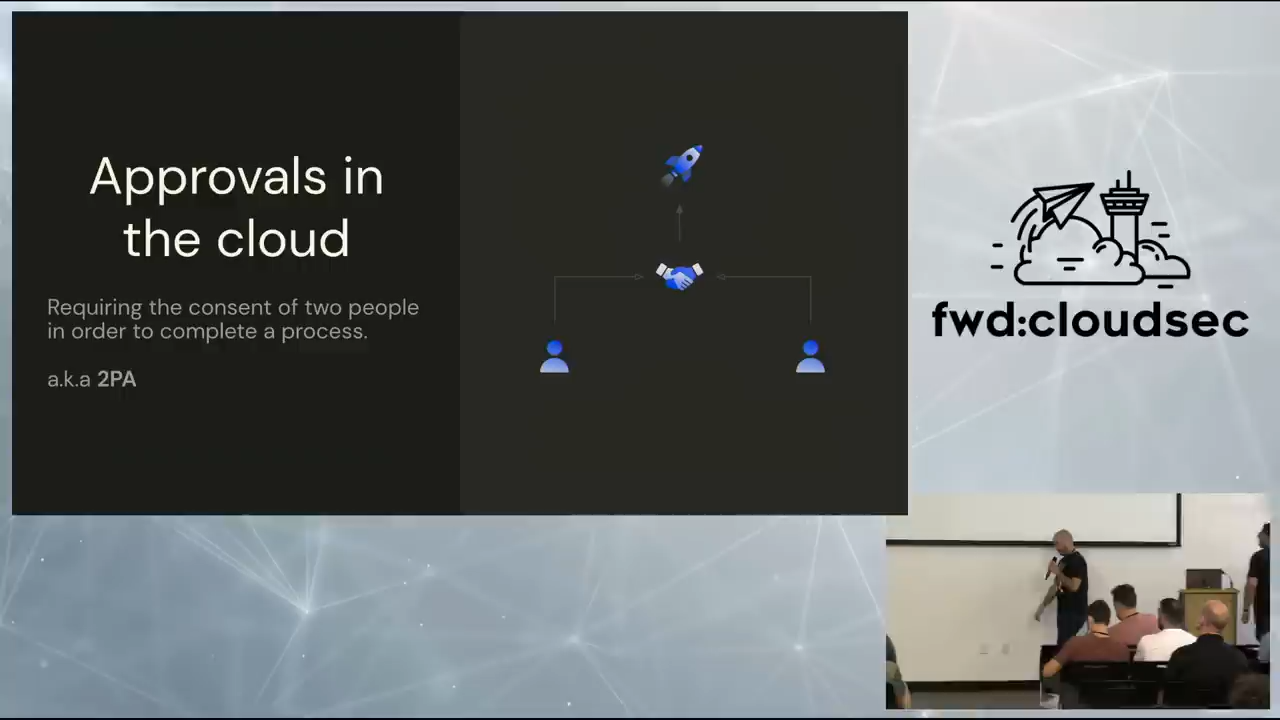 Approvals in
the cloud
Requiring the consent of two people
in order to complete a process.
a.k.a 2PA
fwd:cloudsec